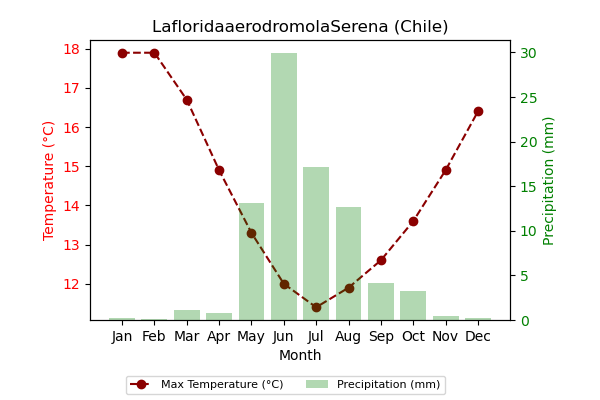 LafloridaaerodromolaSerena (Chile)
18
17
16
15
14
13
12
Temperature (°C)
30
25
20
15
10
5
0
Precipitation (mm)
Jan Feb Mar Apr May Jun Jul Aug Sep Oct Nov Dec
Month
Max Temperature (°C) Precipitation (mm)